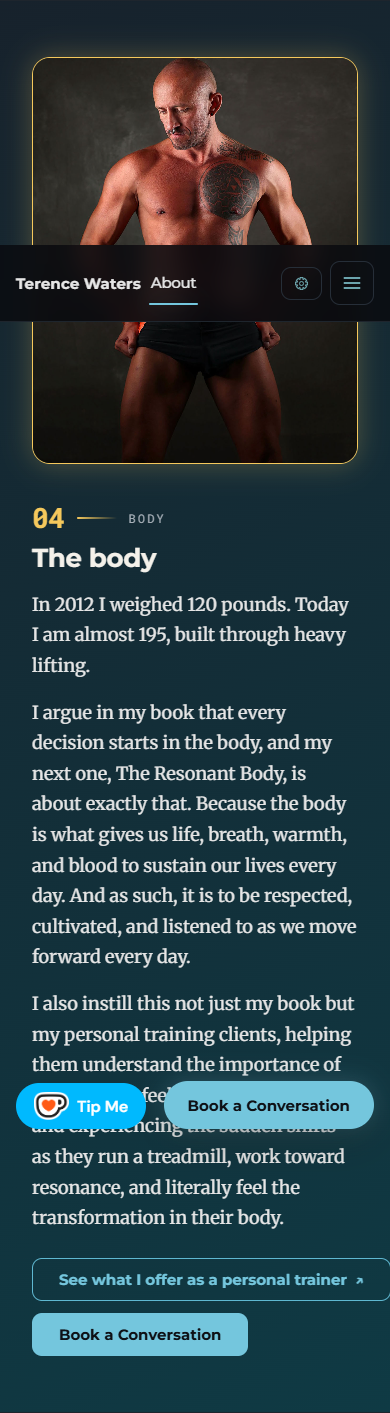 Terence Waters About
04 BODY
The body
In 2012 I weighed 120 pounds. Today
I am almost 195, built through heavy
lifting.
I argue in my book that every
decision starts in the body, and my
next one, The Resonant Body, is
about exactly that. Because the body
is what gives us life, breath, warmth,
and blood to sustain our lives every
day. And as such, it is to be respected,
cultivated, and listened to as we move
forward every day.
I also instill this not just my book but
my personal training clients, helping
them understand the importance of
Tip Me
Book a Conversation
and experiencing the sudden shifts
as they run a treadmill, work toward
resonance, and literally feel the
transformation in their body.
See what I offer as a personal trainer ↗
Book a Conversation